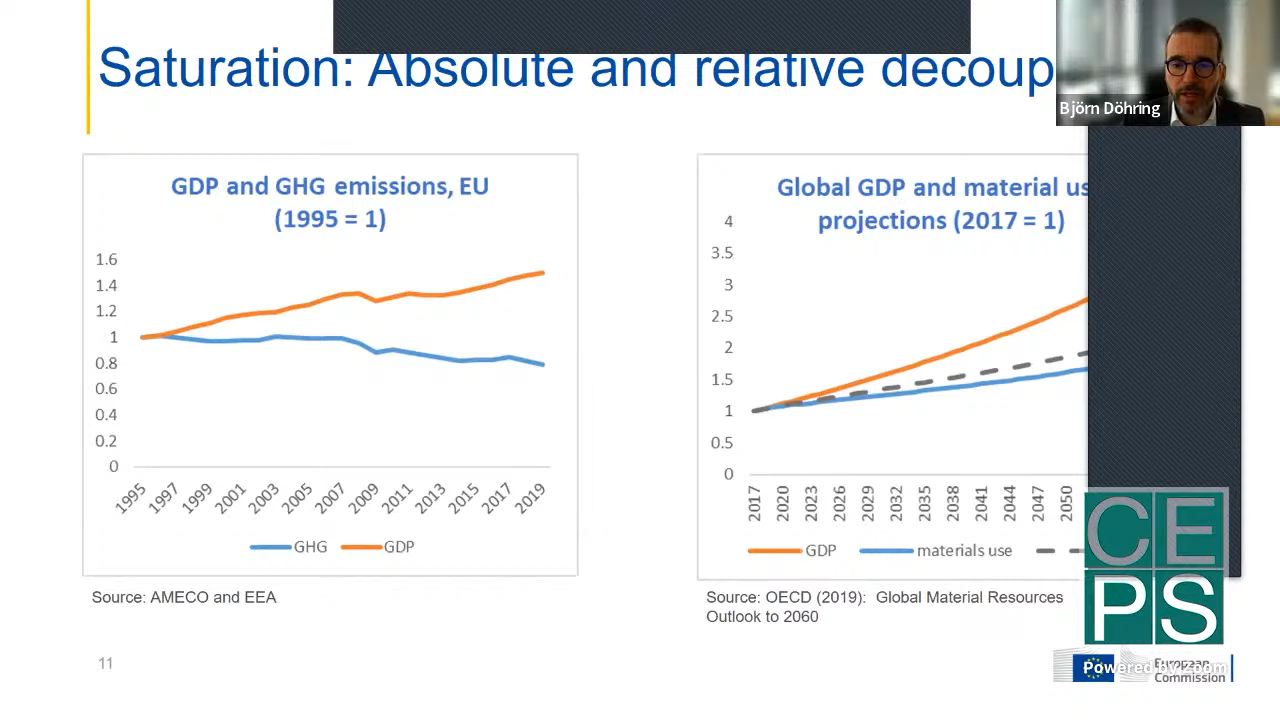 Saturation: Absolute and relative decoup
Björn Döhring
GDP and GHG emissions, EU
(1995 = 1)
1.6
1.4
1.2
1
0.8
0.6
0.4
0.2
0
1995
1997
1999
2001
2003
2005
2007
2009
2011
2013
2015
2017
2019
GHG
GDP
Source: AMECO and EEA
Global GDP and material us
projections (2017 = 1)
4
3.5
3
2.5
2
1.5
1
0.5
0
2017
2020
2023
2026
2029
2032
2035
2038
2041
2044
2047
2050
GDP
materials use
Source: OECD (2019): Global Material Resources
Outlook to 2060
CE
PS
11
European
Commission
Powered by Zoom